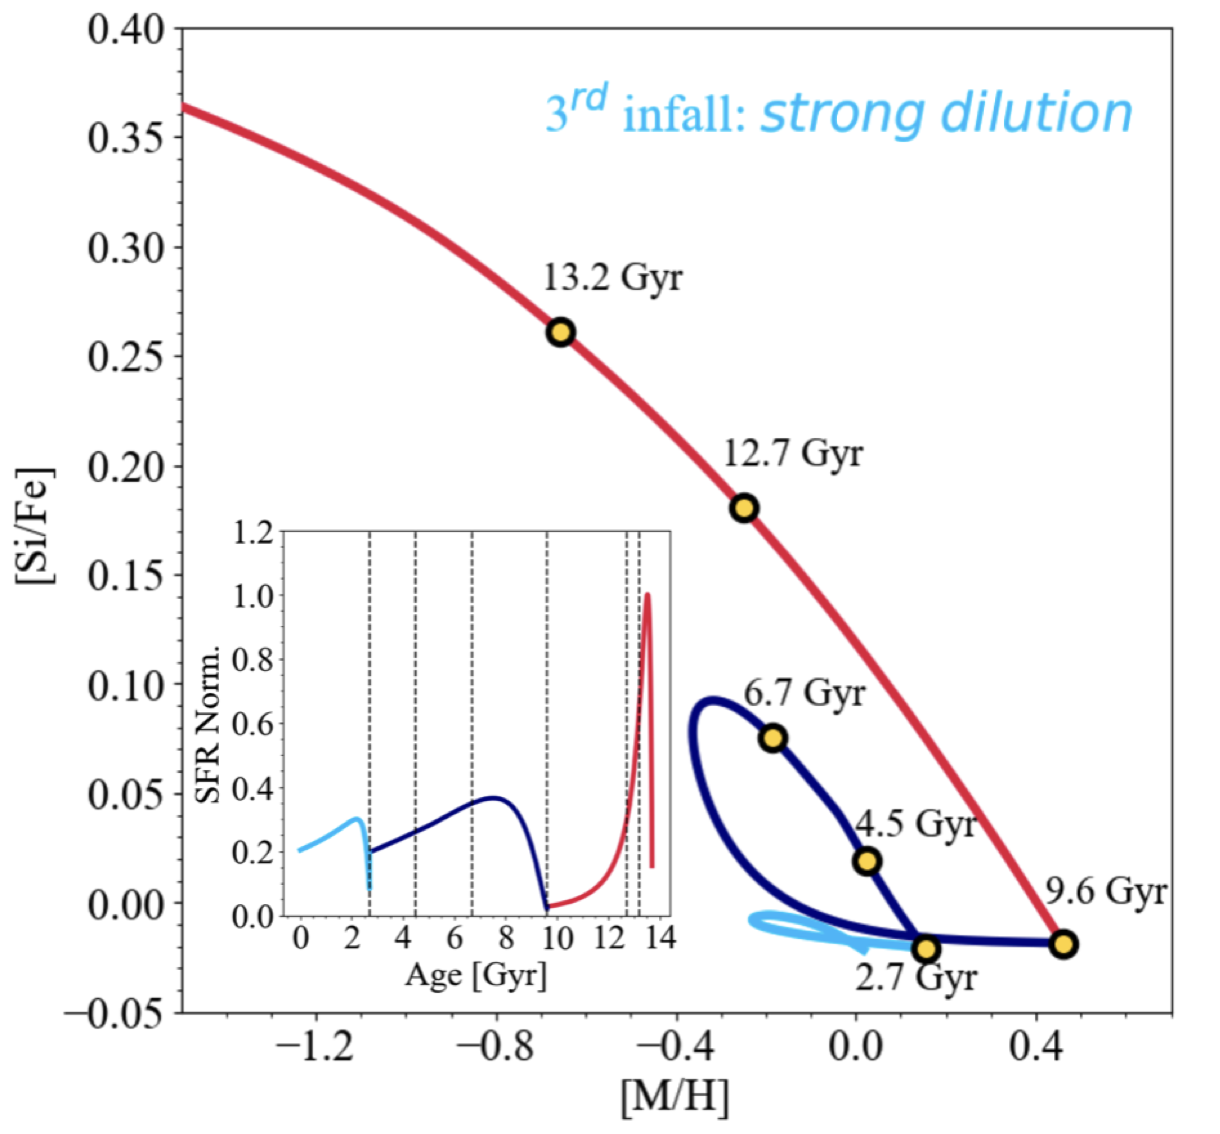 0.40
3rd infall: strong dilution
0.35
0.30
13.2 Gyr
0.25
12.7 Gyr
0.20
[Si/Fe]
0.15
0.10
6.7 Gyr
0.05
4.5 Gyr
0.00
9.6 Gyr
2.7 Gyr
−0.05
−1.2 −0.8 −0.4 0.0 0.4
[M/H]
1.2
1.0
0.8
SFR Norm.
0.6
0.4
0.2
0.0
0 2 4 6 8 10 12 14
Age [Gyr]